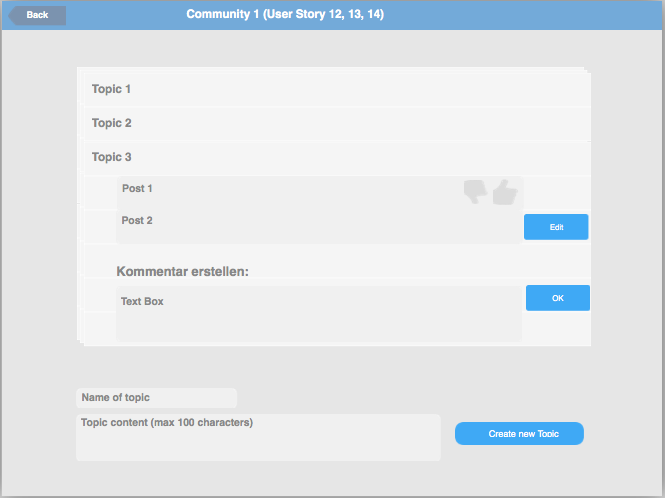 Back
Community 1 (User Story 12, 13, 14)
Topic 1
Topic 2
Topic 3
Post 1
Post 2
Edit
Kommentar erstellen:
Text Box
OK
Name of topic
Topic content (max 100 characters)
Create new Topic